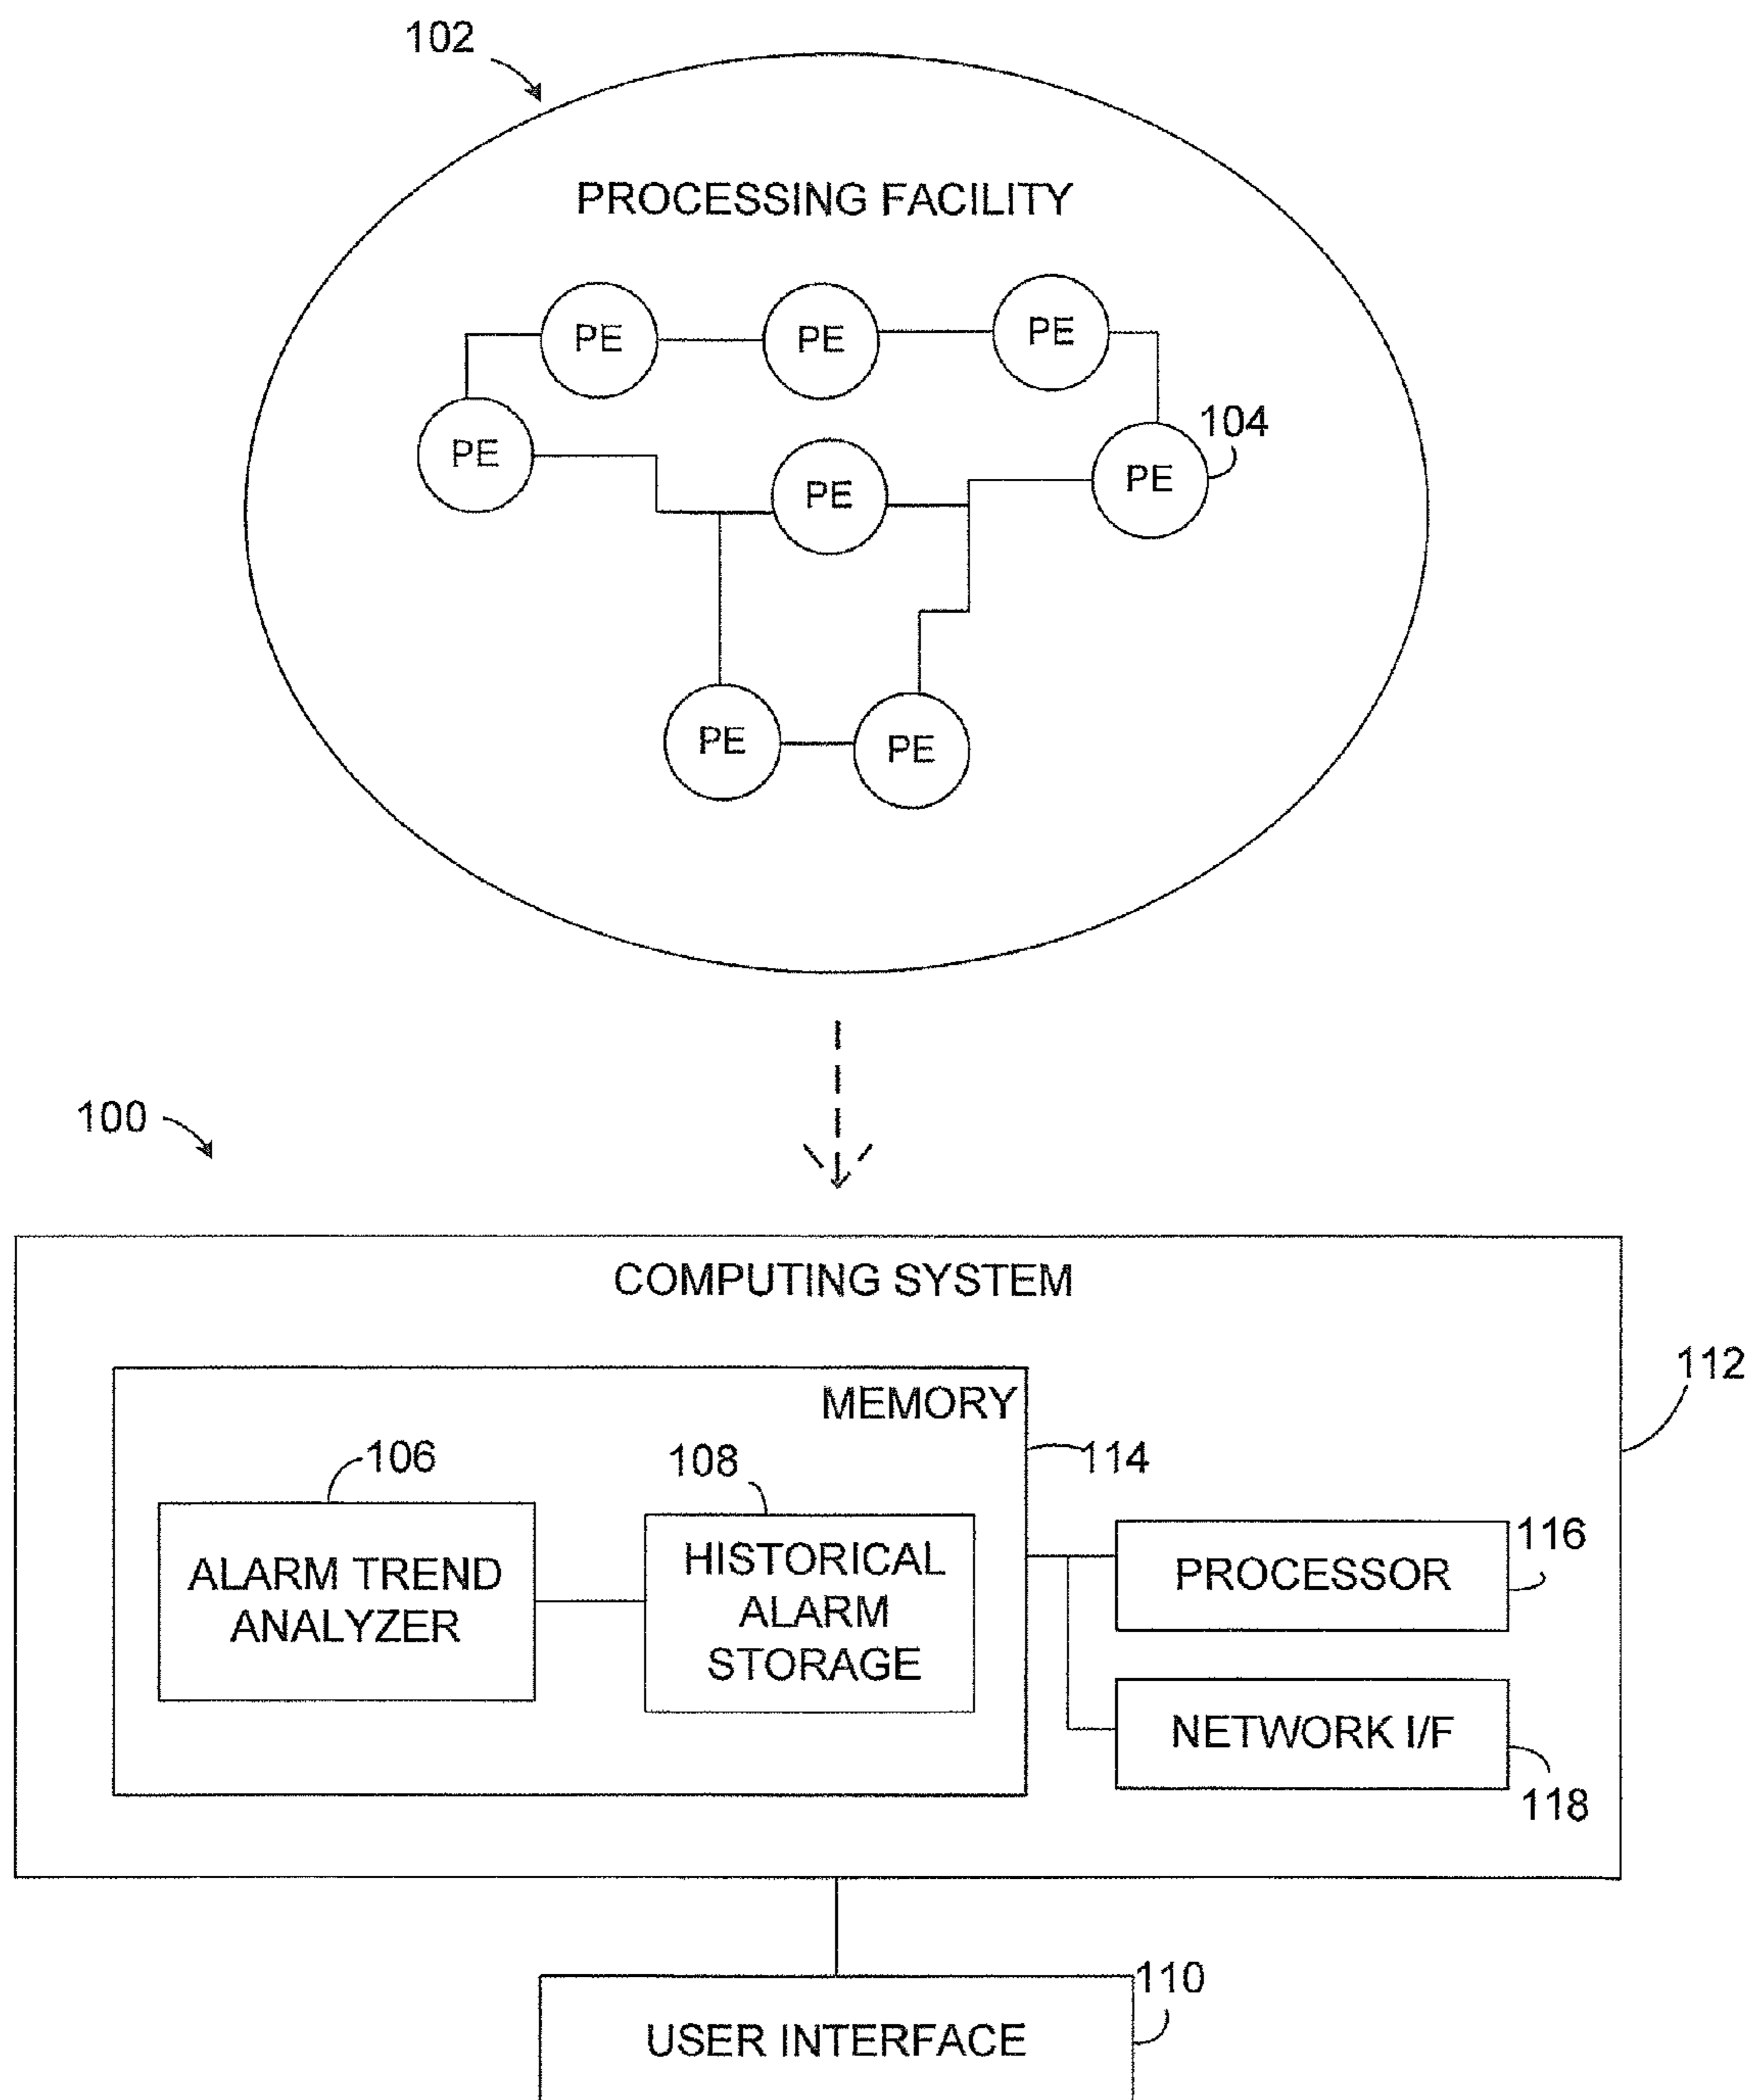 102
PROCESSING FACILITY
PE PE PE
104
PE PE PE
PE PE
100
COMPUTING SYSTEM
112
MEMORY
106 108 114
116
ALARM TREND
ANALYZER
HISTORICAL
ALARM
STORAGE
PROCESSOR
NETWORK I/F
118
110
USER INTERFACE